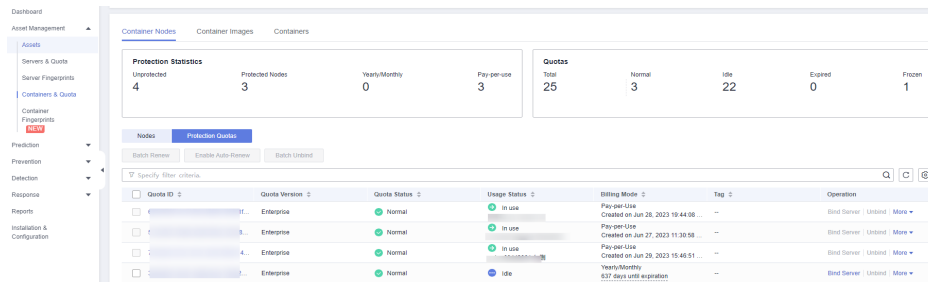 Dashboard
Asset Management
Assets
Servers & Quota
Server Fingerprints
Containers & Quota
Container
Fingerprints
NEW
Prediction
Prevention
Detection
Response
Reports
Installation &
Configuration
Container Nodes Container Images Containers
Protection Statistics
Unprotected Protected Nodes Yearly/Monthly Pay-per-use
4 3 0 3
Quotas
Total Normal Idle Expired Frozen
25 3 22 0 1
Nodes Protection Quotas
Batch Renew Enable Auto-Renew Batch Unbind
Specify filter criteria.
Quota ID Quota Version Quota Status Usage Status Billing Mode Tag Operation
Enterprise Normal In use Pay-per-Use -- Bind Server Unbind More
Created on Jun 28, 2023 19:44:06 ...
Enterprise Normal In use Pay-per-Use -- Bind Server Unbind More
Created on Jun 27, 2023 11:30:56 ...
Enterprise Normal In use Pay-per-Use -- Bind Server Unbind More
Created on Jun 29, 2023 15:46:51 ...
Enterprise Normal Idle Yearly/Monthly -- Bind Server Unbind More
637 days until expiration